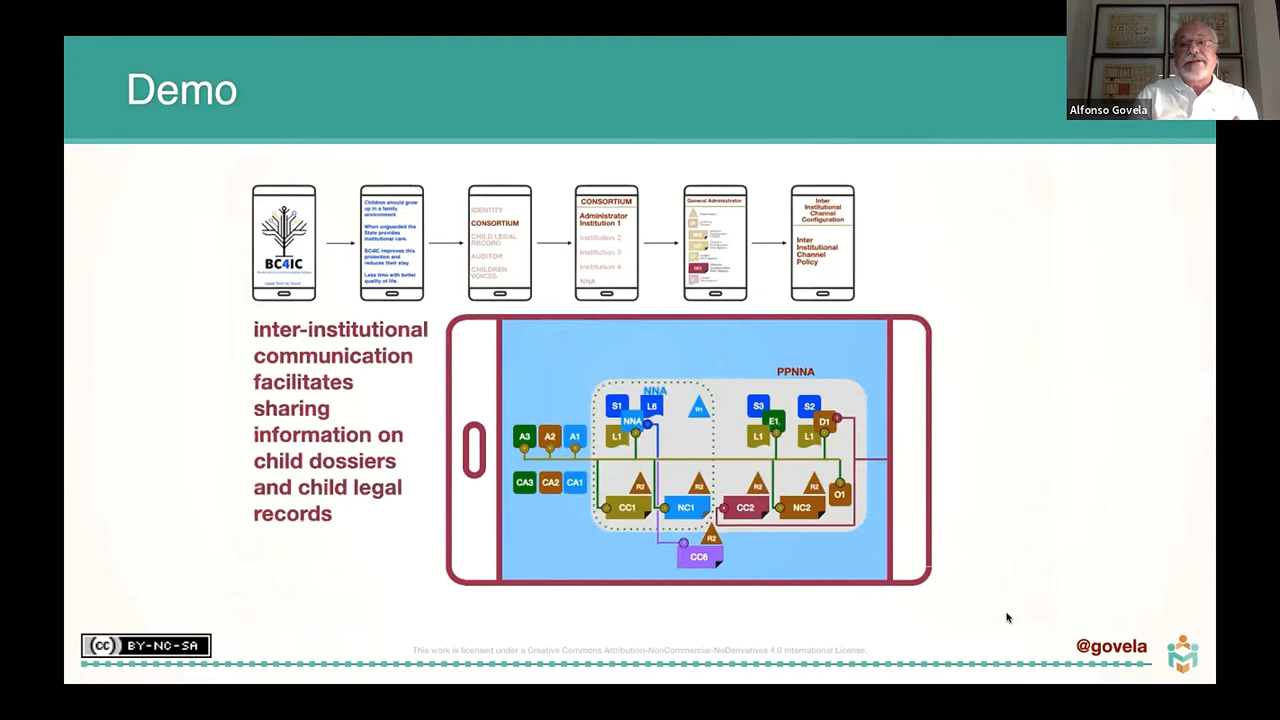 Demo
Alfonso Govela
BC4IC
Children should grow
up in a family
environment.
When unguarded the
State provides
institutional care.
BC4IC improves this
protection and
reduces their stay.
Less time with better
quality of life.
IDENTITY
CONSORTIUM
CHILD LEGAL
RECORD
AUDITOR
CHILDREN
VOICES
CONSORTIUM
Administrator
Institution 1
Institution 2
Institution 3
Institution 4
NNA
General Administrator
Inter
Institutional
Channel
Configuration
Inter
Institutional
Channel
Policy
inter-institutional
communication
facilitates
sharing
information on
child dossiers
and child legal
records
PPNNA
NNA
S1 L6 R1 S3 S2
NNA E1 D1
A3 A2 A1 L1 L1 L1
CA3 CA2 CA1 R2 R2 R2 R2 O1
CC1 NC1 CC2 NC2
R2
CC6
(cc) BY-NC-SA
This work is licensed under a Creative Commons Attribution-NonCommercial-NoDerivatives 4.0 International License.
@govela